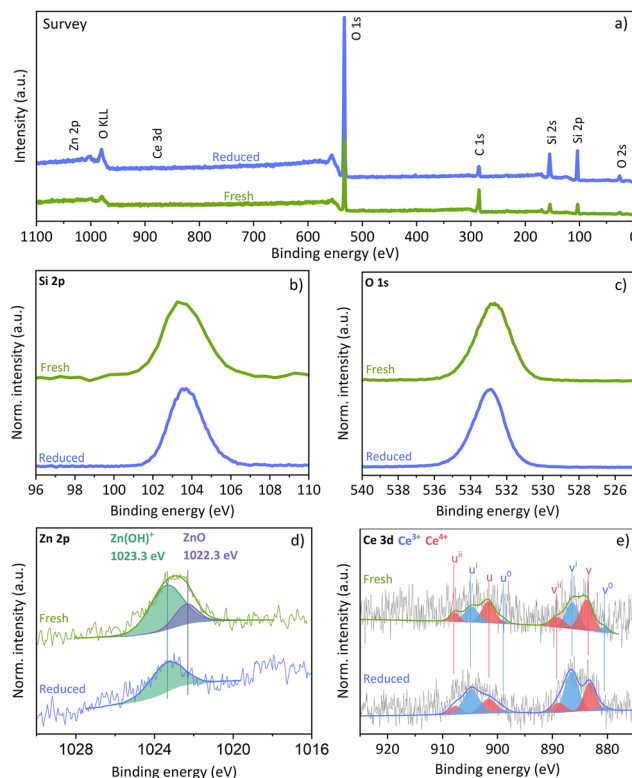 Survey
a)
Intensity (a.u.)
Zn 2p
O KLL
Ce 3d
O 1s
C 1s
Si 2s
Si 2p
O 2s
Reduced
Fresh
1100 1000 900 800 700 600 500 400 300 200 100 0
Binding energy (eV)
Si 2p
b)
Norm. intensity (a.u.)
Fresh
Reduced
96 98 100 102 104 106 108 110
Binding energy (eV)
O 1s
c)
Norm. intensity (a.u.)
Fresh
Reduced
540 538 536 534 532 530 528 526
Binding energy (eV)
Zn 2p
d)
Zn(OH)⁺
1023.3 eV
ZnO
1022.3 eV
Norm. intensity (a.u.)
Fresh
Reduced
1028 1024 1020 1016
Binding energy (eV)
Ce 3d Ce³⁺ Ce⁴⁺
e)
Norm. intensity (a.u.)
Fresh
uⁱⁱ uⁱ u u⁰ vⁱⁱ vⁱ v v⁰
Reduced
925 900 880
Binding energy (eV)